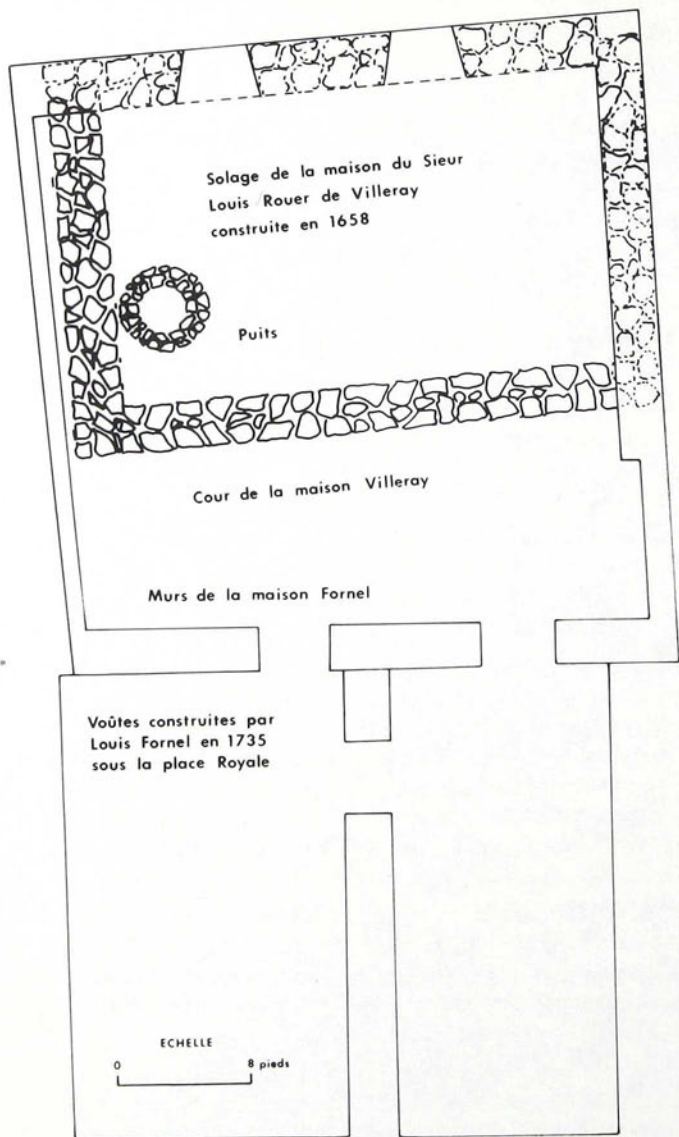 Solage de la maison du Sieur
Louis Rouer de Villeray
construite en 1658
Puits
Cour de la maison Villeray
Murs de la maison Fornel
Voûtes construites par
Louis Fornel en 1735
sous la place Royale
ECHELLE
0 8 pieds